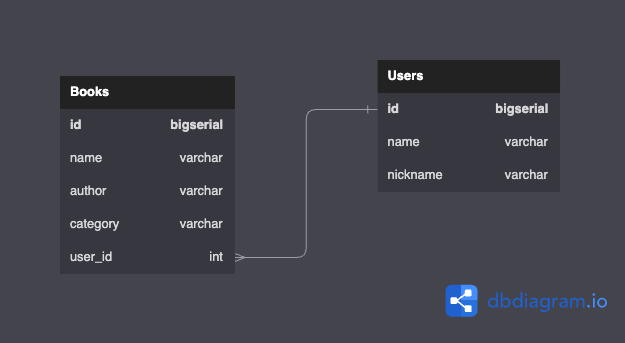 Books
id bigserial
name varchar
author varchar
category varchar
user_id int
Users
id bigserial
name varchar
nickname varchar
dbdiagram.io